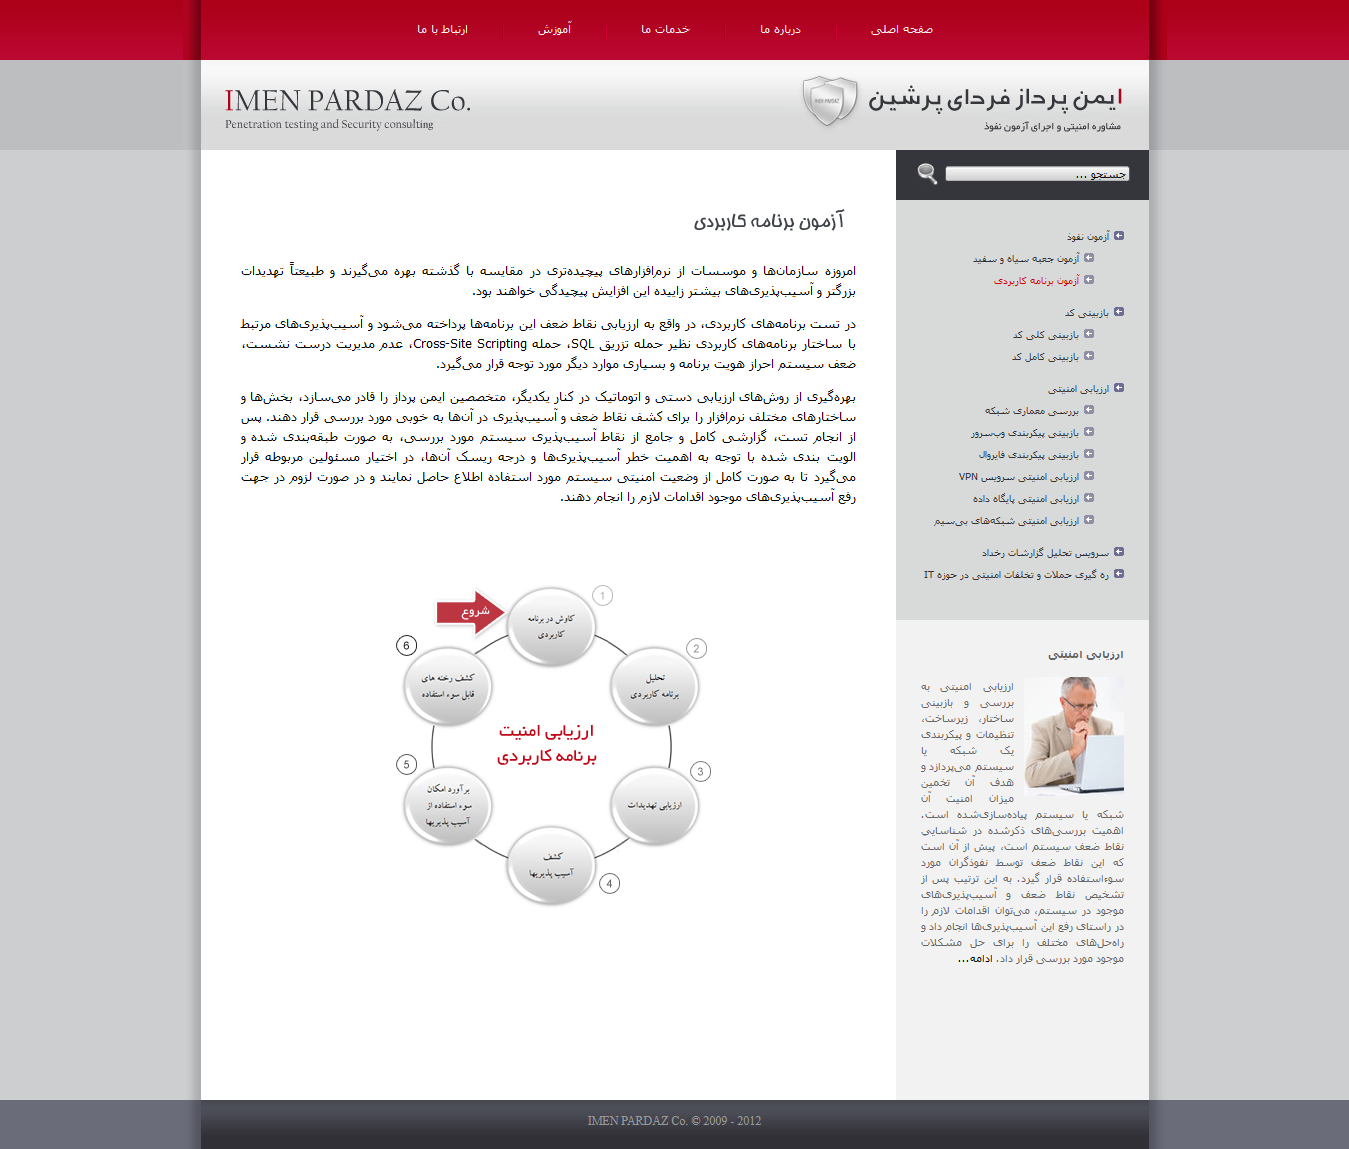 صفحه اصلی
درباره ما
خدمات ما
آموزش
ارتباط با ما
ایمن پرداز فردای پرشین
مشاوره امنیتی و اجرای آزمون نفوذ
IMEN PARDAZ
IMEN PARDAZ Co.
Penetration testing and Security consulting
جستجو ...
آزمون نفوذ
آزمون جعبه سیاه و سفید
آزمون برنامه کاربردی
بازبینی کد
بازبینی کلی کد
بازبینی کامل کد
ارزیابی امنیتی
بررسی معماری شبکه
بازبینی پیکربندی وب‌سرور
بازبینی پیکربندی فایروال
ارزیابی امنیتی سرویس VPN
ارزیابی امنیتی پایگاه داده
ارزیابی امنیتی شبکه‌های بی‌سیم
سرویس تحلیل گزارشات رخداد
ره گیری حملات و تخلفات امنیتی در حوزه IT
ارزیابی امنیتی
ارزیابی امنیتی به
بررسی و بازبینی
ساختار، زیرساخت،
تنظیمات و پیکربندی
یک شبکه یا
سیستم می‌پردازد و
هدف آن تخمین
میزان امنیت آن
شبکه یا سیستم پیاده‌سازی‌شده است.
اهمیت بررسی‌های ذکرشده در شناسایی
نقاط ضعف سیستم است، پیش از آن است
که این نقاط ضعف توسط نفوذگران مورد
سوءاستفاده قرار گیرد. به این ترتیب پس از
تشخیص نقاط ضعف و آسیب‌پذیری‌های
موجود در سیستم، می‌توان اقدامات لازم را
در راستای رفع این آسیب‌پذیری‌ها انجام داد و
راه‌حل‌های مختلف را برای حل مشکلات
موجود مورد بررسی قرار داد. ادامه...
آزمون برنامه کاربردی
امروزه سازمان‌ها و موسسات از نرم‌افزارهای پیچیده‌تری در مقایسه با گذشته بهره می‌گیرند و طبیعتاً تهدیدات
بزرگتر و آسیب‌پذیری‌های بیشتر زاییده این افزایش پیچیدگی خواهند بود.
در تست برنامه‌های کاربردی، در واقع به ارزیابی نقاط ضعف این برنامه‌ها پرداخته می‌شود و آسیب‌پذیری‌های مرتبط
با ساختار برنامه‌های کاربردی نظیر حمله تزریق SQL، حمله Cross-Site Scripting، عدم مدیریت درست نشست،
ضعف سیستم احراز هویت برنامه و بسیاری موارد دیگر مورد توجه قرار می‌گیرد.
بهره‌گیری از روش‌های ارزیابی دستی و اتوماتیک در کنار یکدیگر، متخصصین ایمن پرداز را قادر می‌سازد، بخش‌ها و
ساختارهای مختلف نرم‌افزار را برای کشف نقاط ضعف و آسیب‌پذیری در آن‌ها به خوبی مورد بررسی قرار دهند. پس
از انجام تست، گزارشی کامل و جامع از نقاط آسیب‌پذیری سیستم مورد بررسی، به صورت طبقه‌بندی شده و
الویت بندی شده با توجه به اهمیت خطر آسیب‌پذیری‌ها و درجه ریسک آن‌ها، در اختیار مسئولین مربوطه قرار
می‌گیرد تا به صورت کامل از وضعیت امنیتی سیستم مورد استفاده اطلاع حاصل نمایند و در صورت لزوم در جهت
رفع آسیب‌پذیری‌های موجود اقدامات لازم را انجام دهند.
شروع
1
کاوش در برنامه
کاربردی
2
تحلیل
برنامه کاربردی
3
ارزیابی تهدیدات
4
کشف
آسیب پذیریها
5
برآورد امکان
سوء استفاده از
آسیب پذیریها
6
کشف رخنه های
قابل سوء استفاده
ارزیابی امنیت
برنامه کاربردی
IMEN PARDAZ Co. © 2009 - 2012